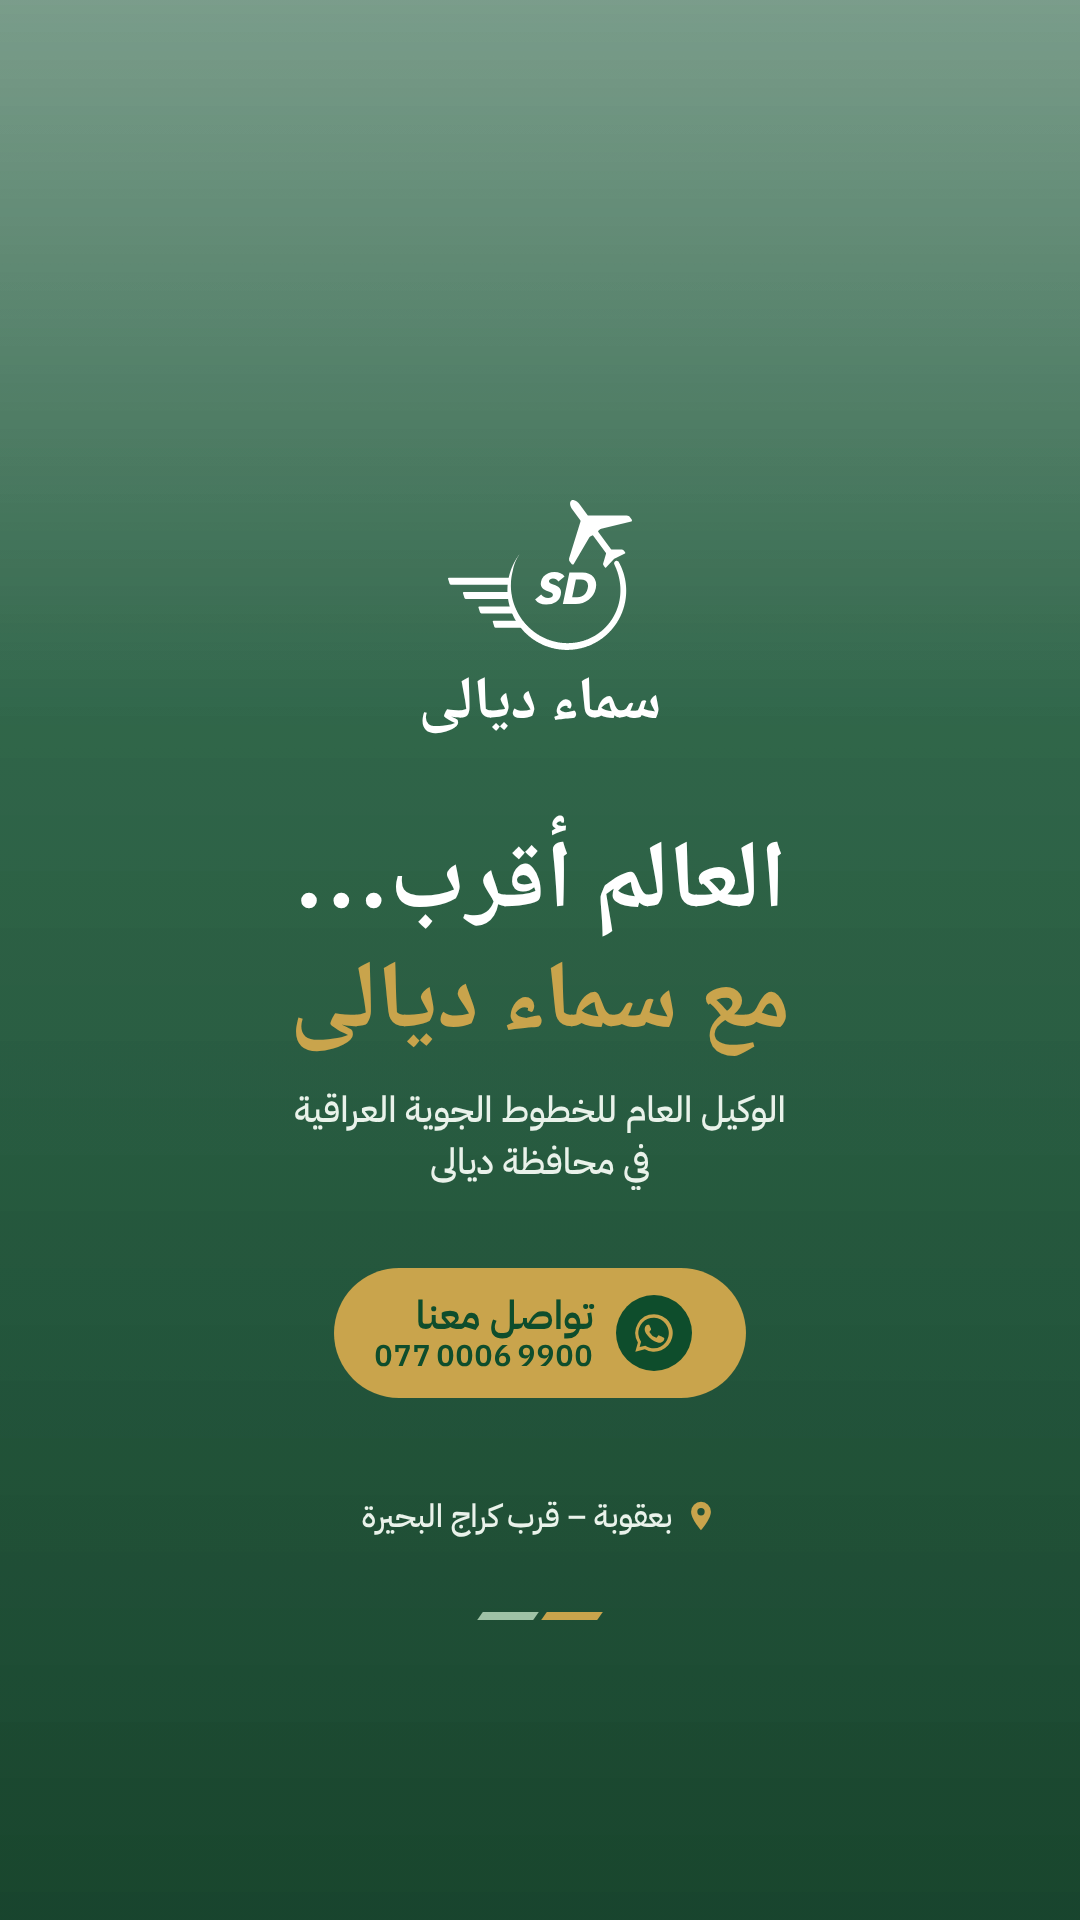 SD
سماء ديالى
العالم أقرب...
مع سماء ديالى
الوكيل العام للخطوط الجوية العراقية
في محافظة ديالى
تواصل معنا
077 0006 9900
بعقوبة – قرب كراج البحيرة